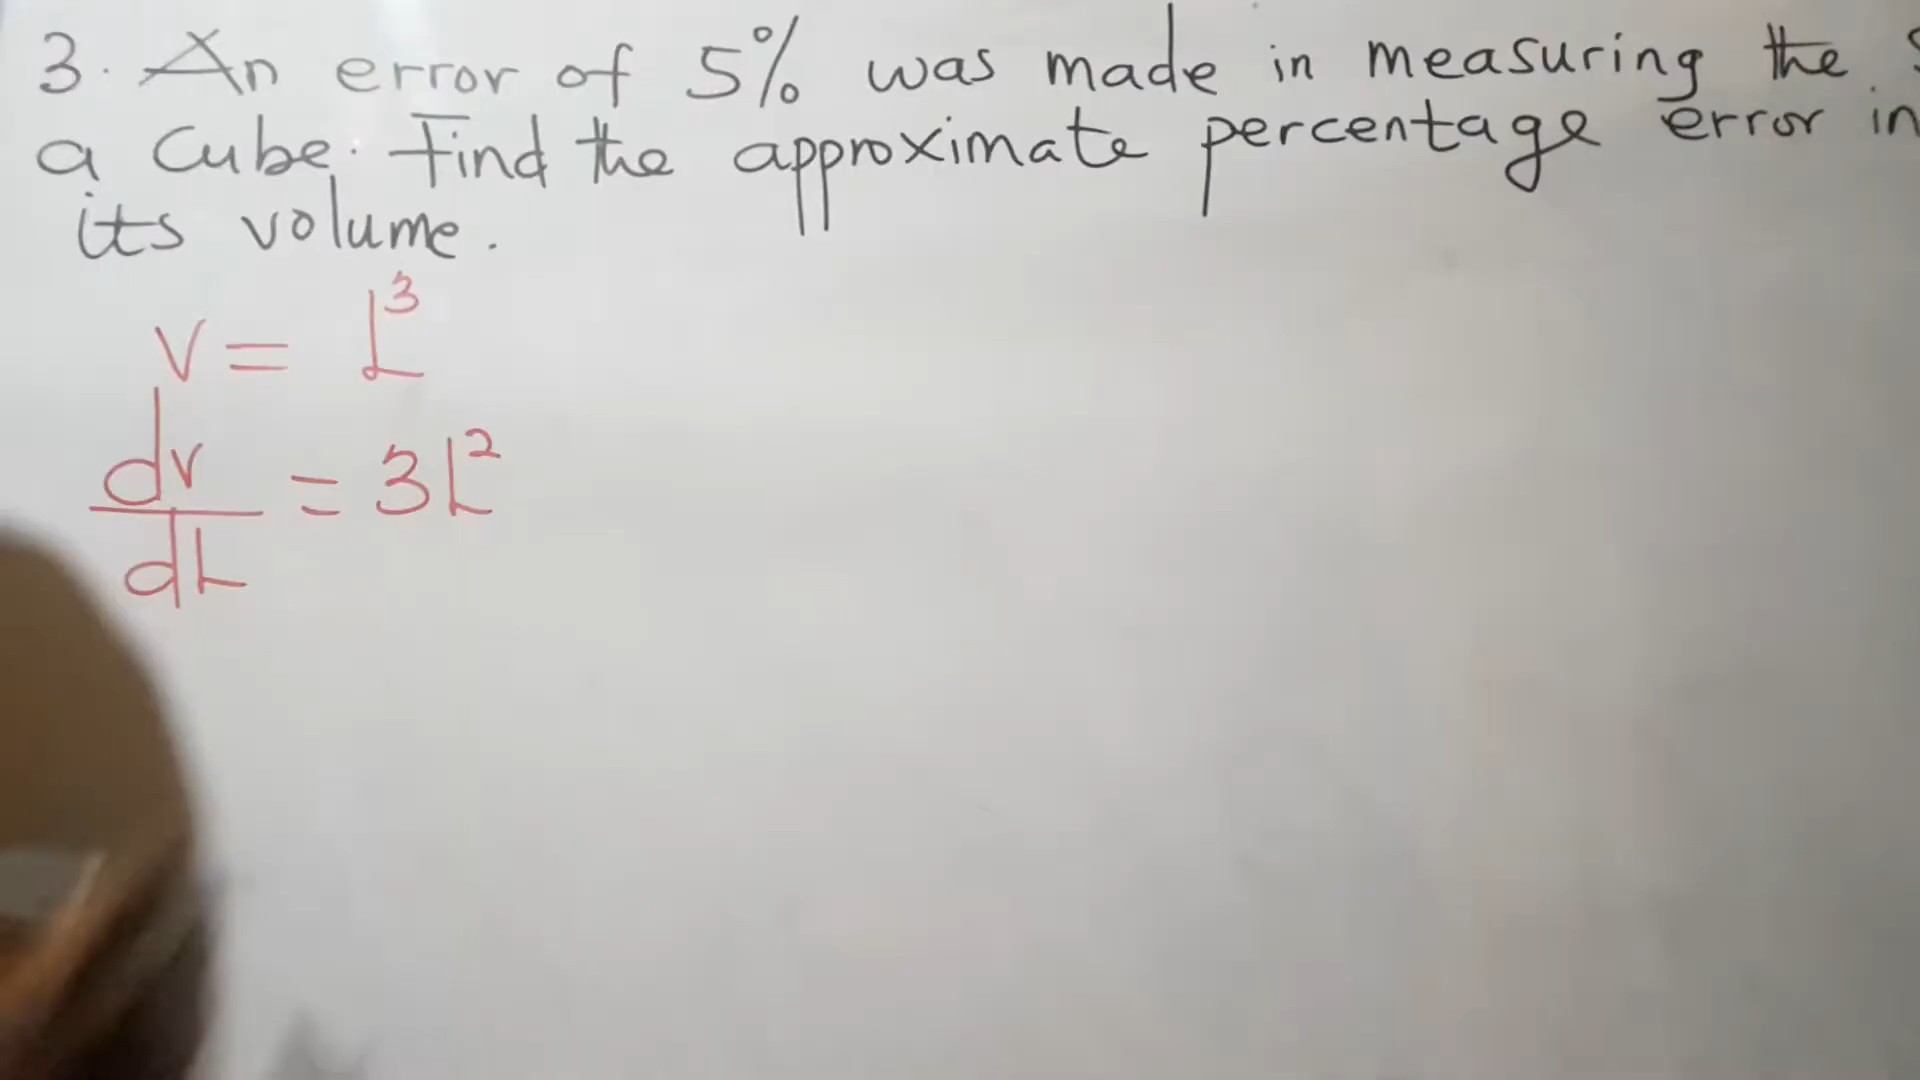 3. An error of 5% was made in measuring the
a cube. Find the approximate percentage error in
its volume.
V = L³
dv/dL = 3L²